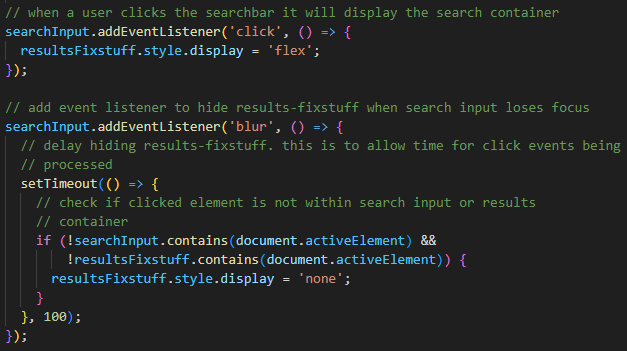 // when a user clicks the searchbar it will display the search container
searchInput.addEventListener('click', () => {
  resultsFixstuff.style.display = 'flex';
});

// add event listener to hide results-fixstuff when search input loses focus
searchInput.addEventListener('blur', () => {
  // delay hiding results-fixstuff. this is to allow time for click events being
  // processed
  setTimeout(() => {
    // check if clicked element is not within search input or results
    // container
    if (!searchInput.contains(document.activeElement) &&
        !resultsFixstuff.contains(document.activeElement)) {
      resultsFixstuff.style.display = 'none';
    }
  }, 100);
});